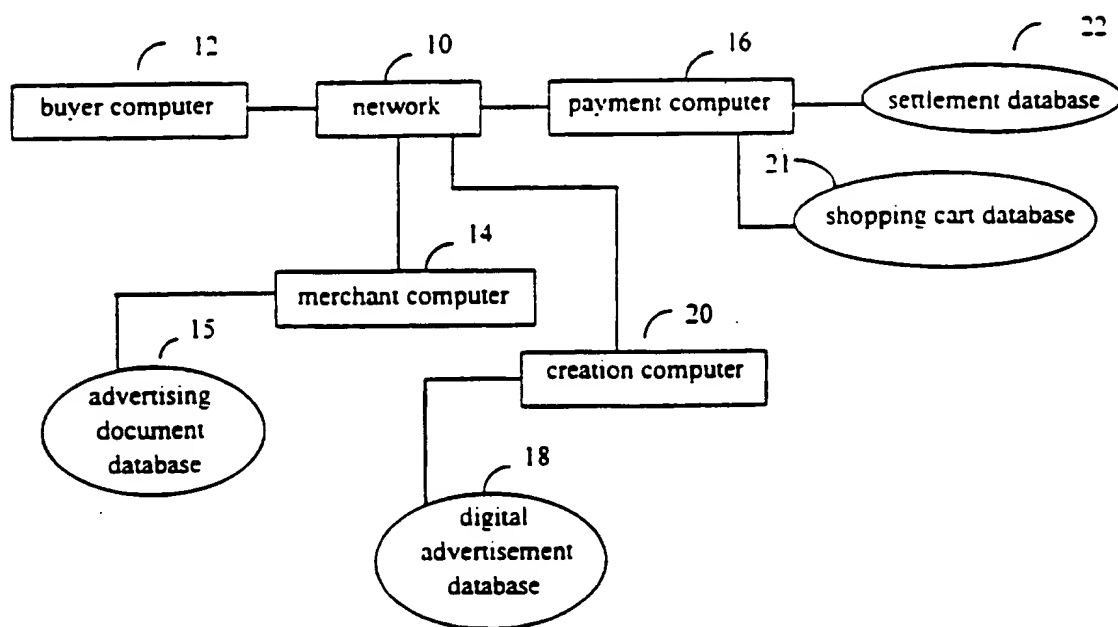 12
10
16
22
buyer computer
network
payment computer
settlement database
21
shopping cart database
14
merchant computer
15
20
advertising
document
database
creation computer
18
digital
advertisement
database